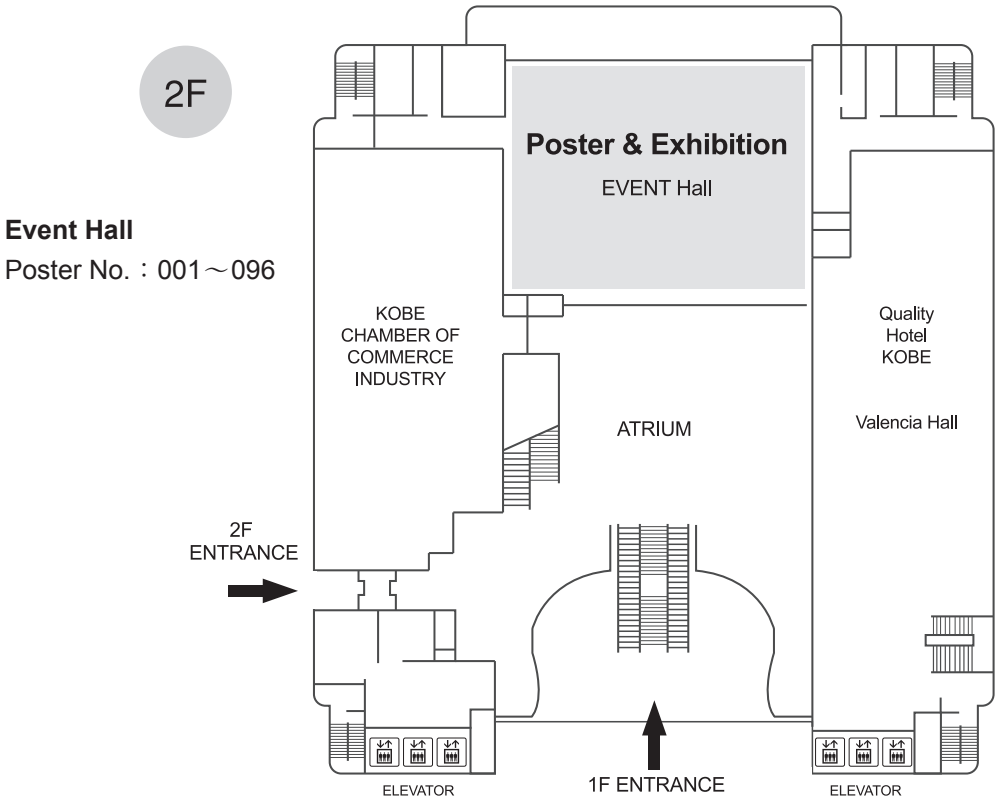 2F
Poster & Exhibition
EVENT Hall
Event Hall
Poster No.：001～096
KOBE
CHAMBER OF
COMMERCE
INDUSTRY
Quality
Hotel
KOBE
Valencia Hall
ATRIUM
2F
ENTRANCE
1F ENTRANCE
ELEVATOR
ELEVATOR